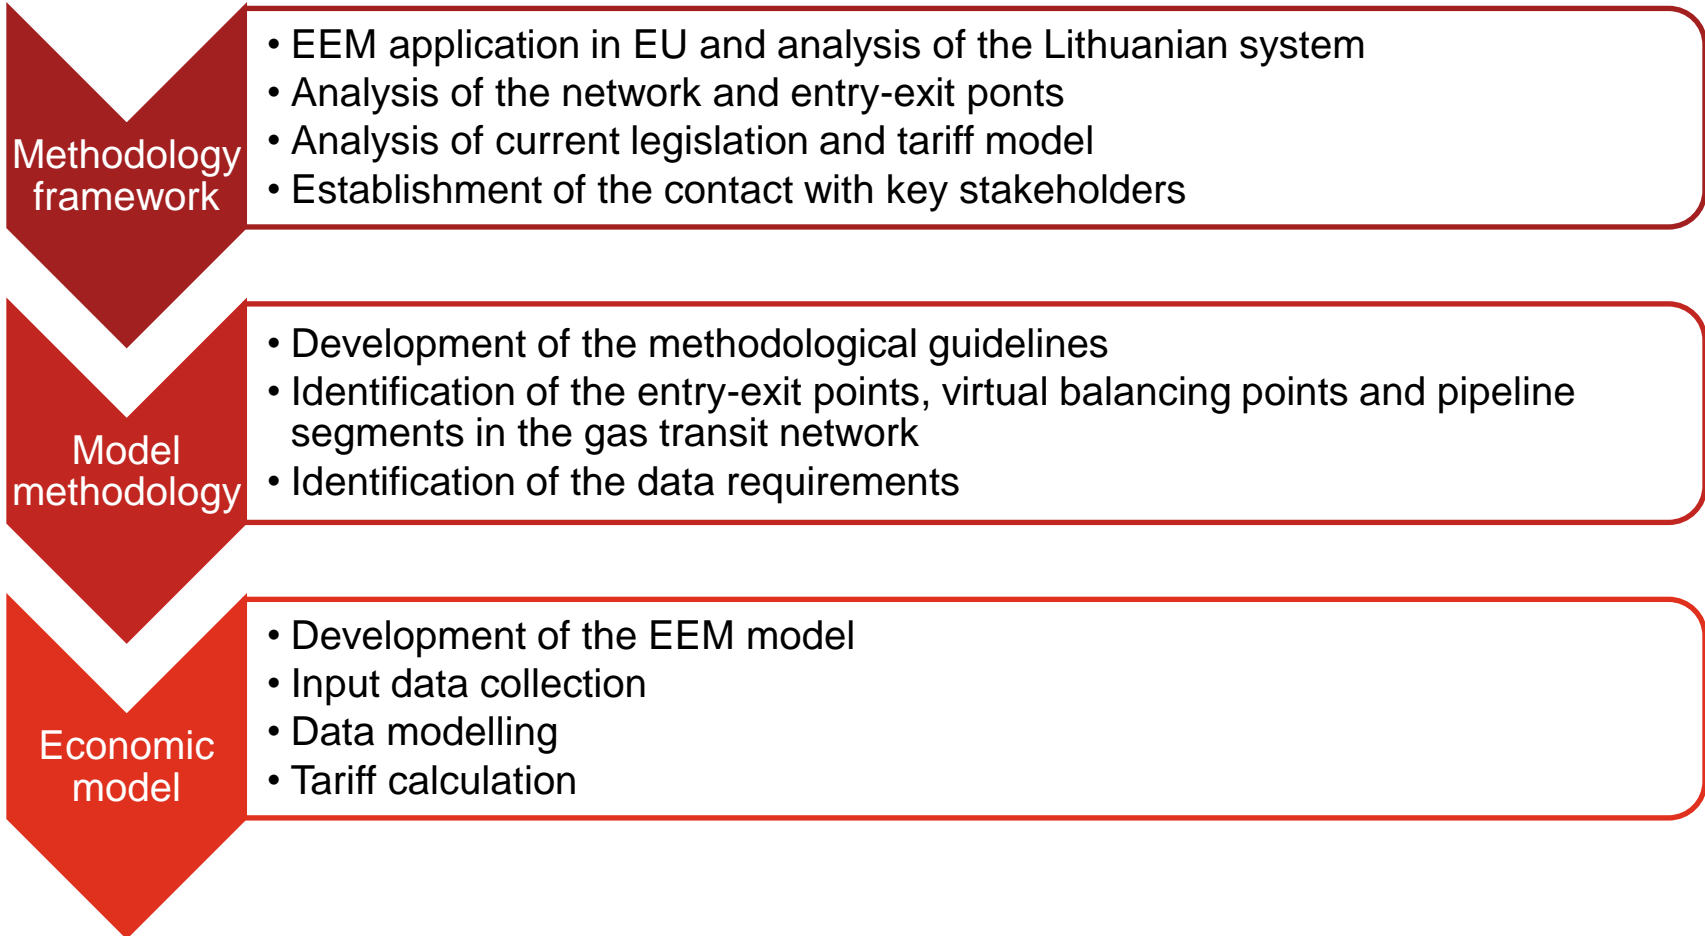 Methodology
framework
• EEM application in EU and analysis of the Lithuanian system
• Analysis of the network and entry-exit ponts
• Analysis of current legislation and tariff model
• Establishment of the contact with key stakeholders
Model
methodology
• Development of the methodological guidelines
• Identification of the entry-exit points, virtual balancing points and pipeline
segments in the gas transit network
• Identification of the data requirements
Economic
model
• Development of the EEM model
• Input data collection
• Data modelling
• Tariff calculation